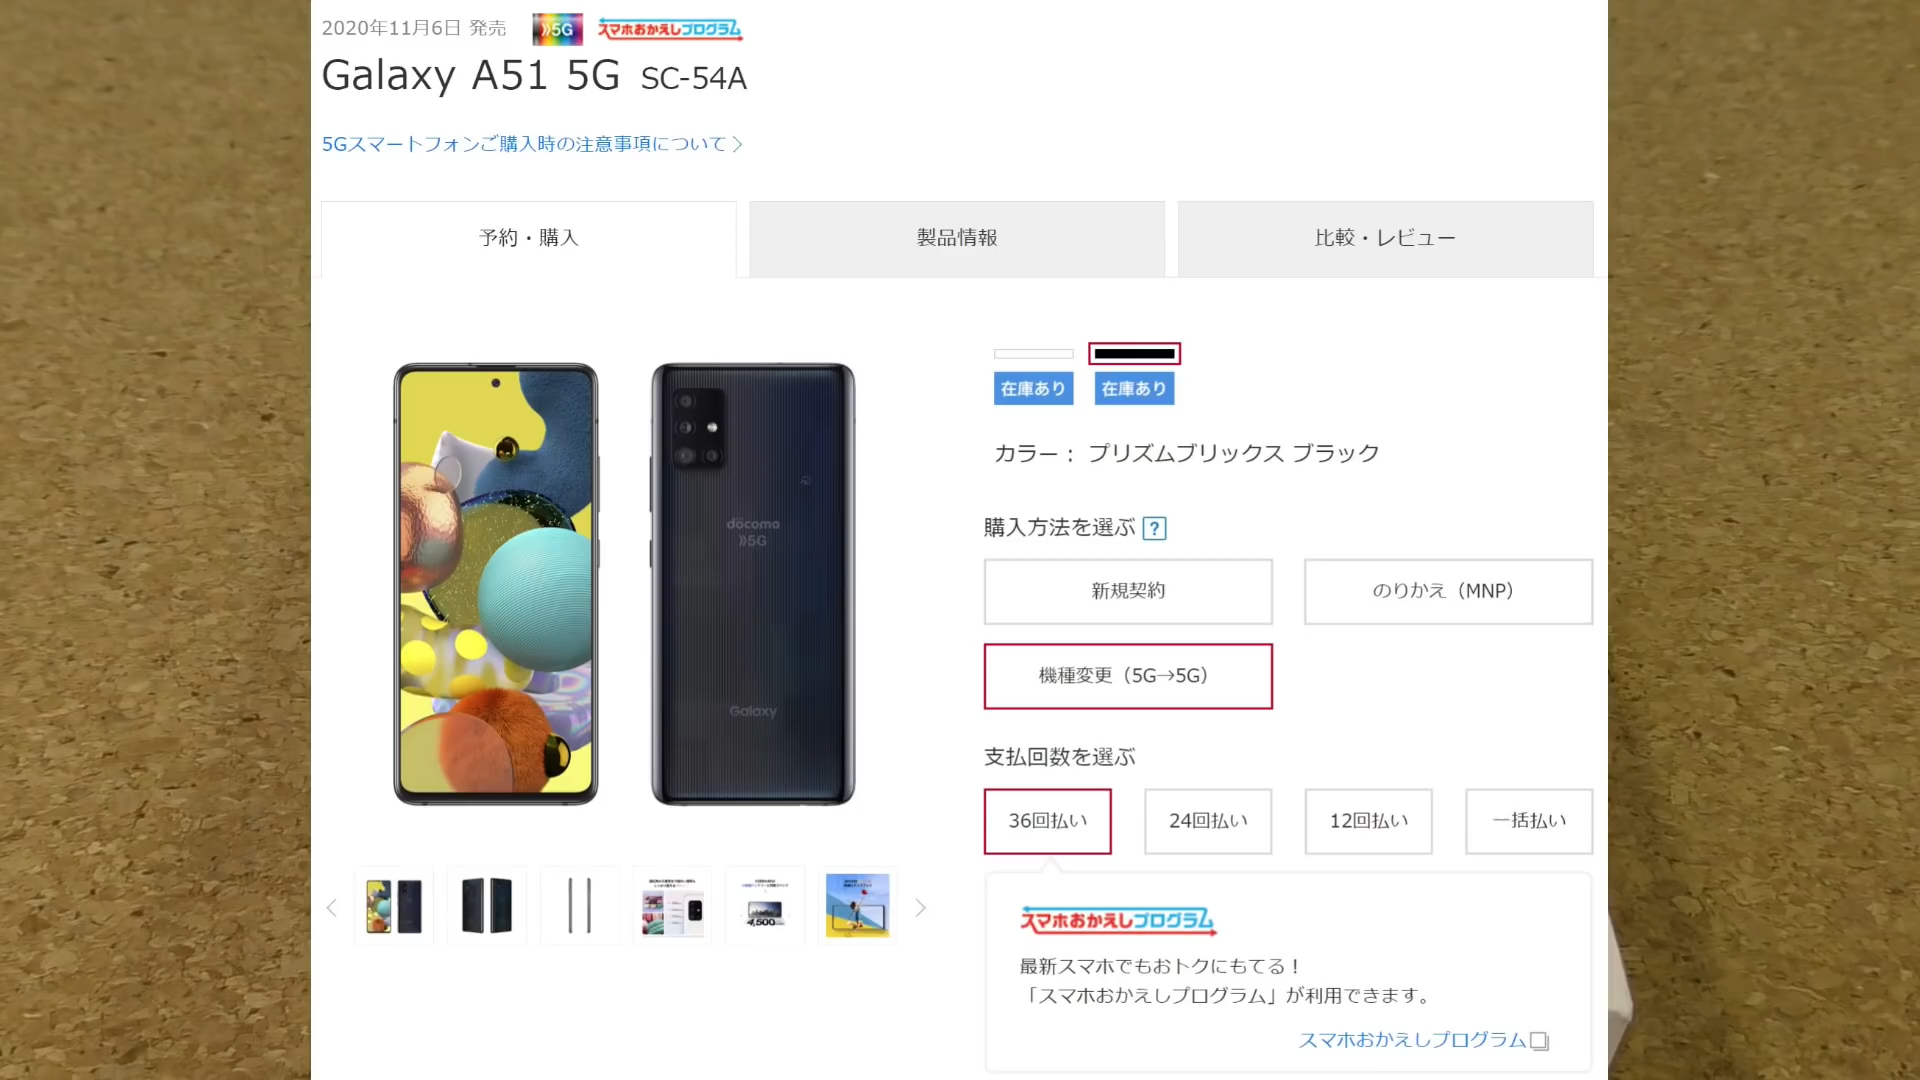 2020年11月6日 発売
5G
スマホおかえしプログラム
Galaxy A51 5G SC-54A
5Gスマートフォンご購入時の注意事項について
予約・購入
製品情報
比較・レビュー
在庫あり
在庫あり
カラー： プリズムブリックス ブラック
docomo
5G
Galaxy
購入方法を選ぶ ?
新規契約
のりかえ（MNP）
機種変更（5G→5G）
支払回数を選ぶ
36回払い
24回払い
12回払い
一括払い
4,500
スマホおかえしプログラム
最新スマホでもおトクにもてる！
「スマホおかえしプログラム」が利用できます。
スマホおかえしプログラム